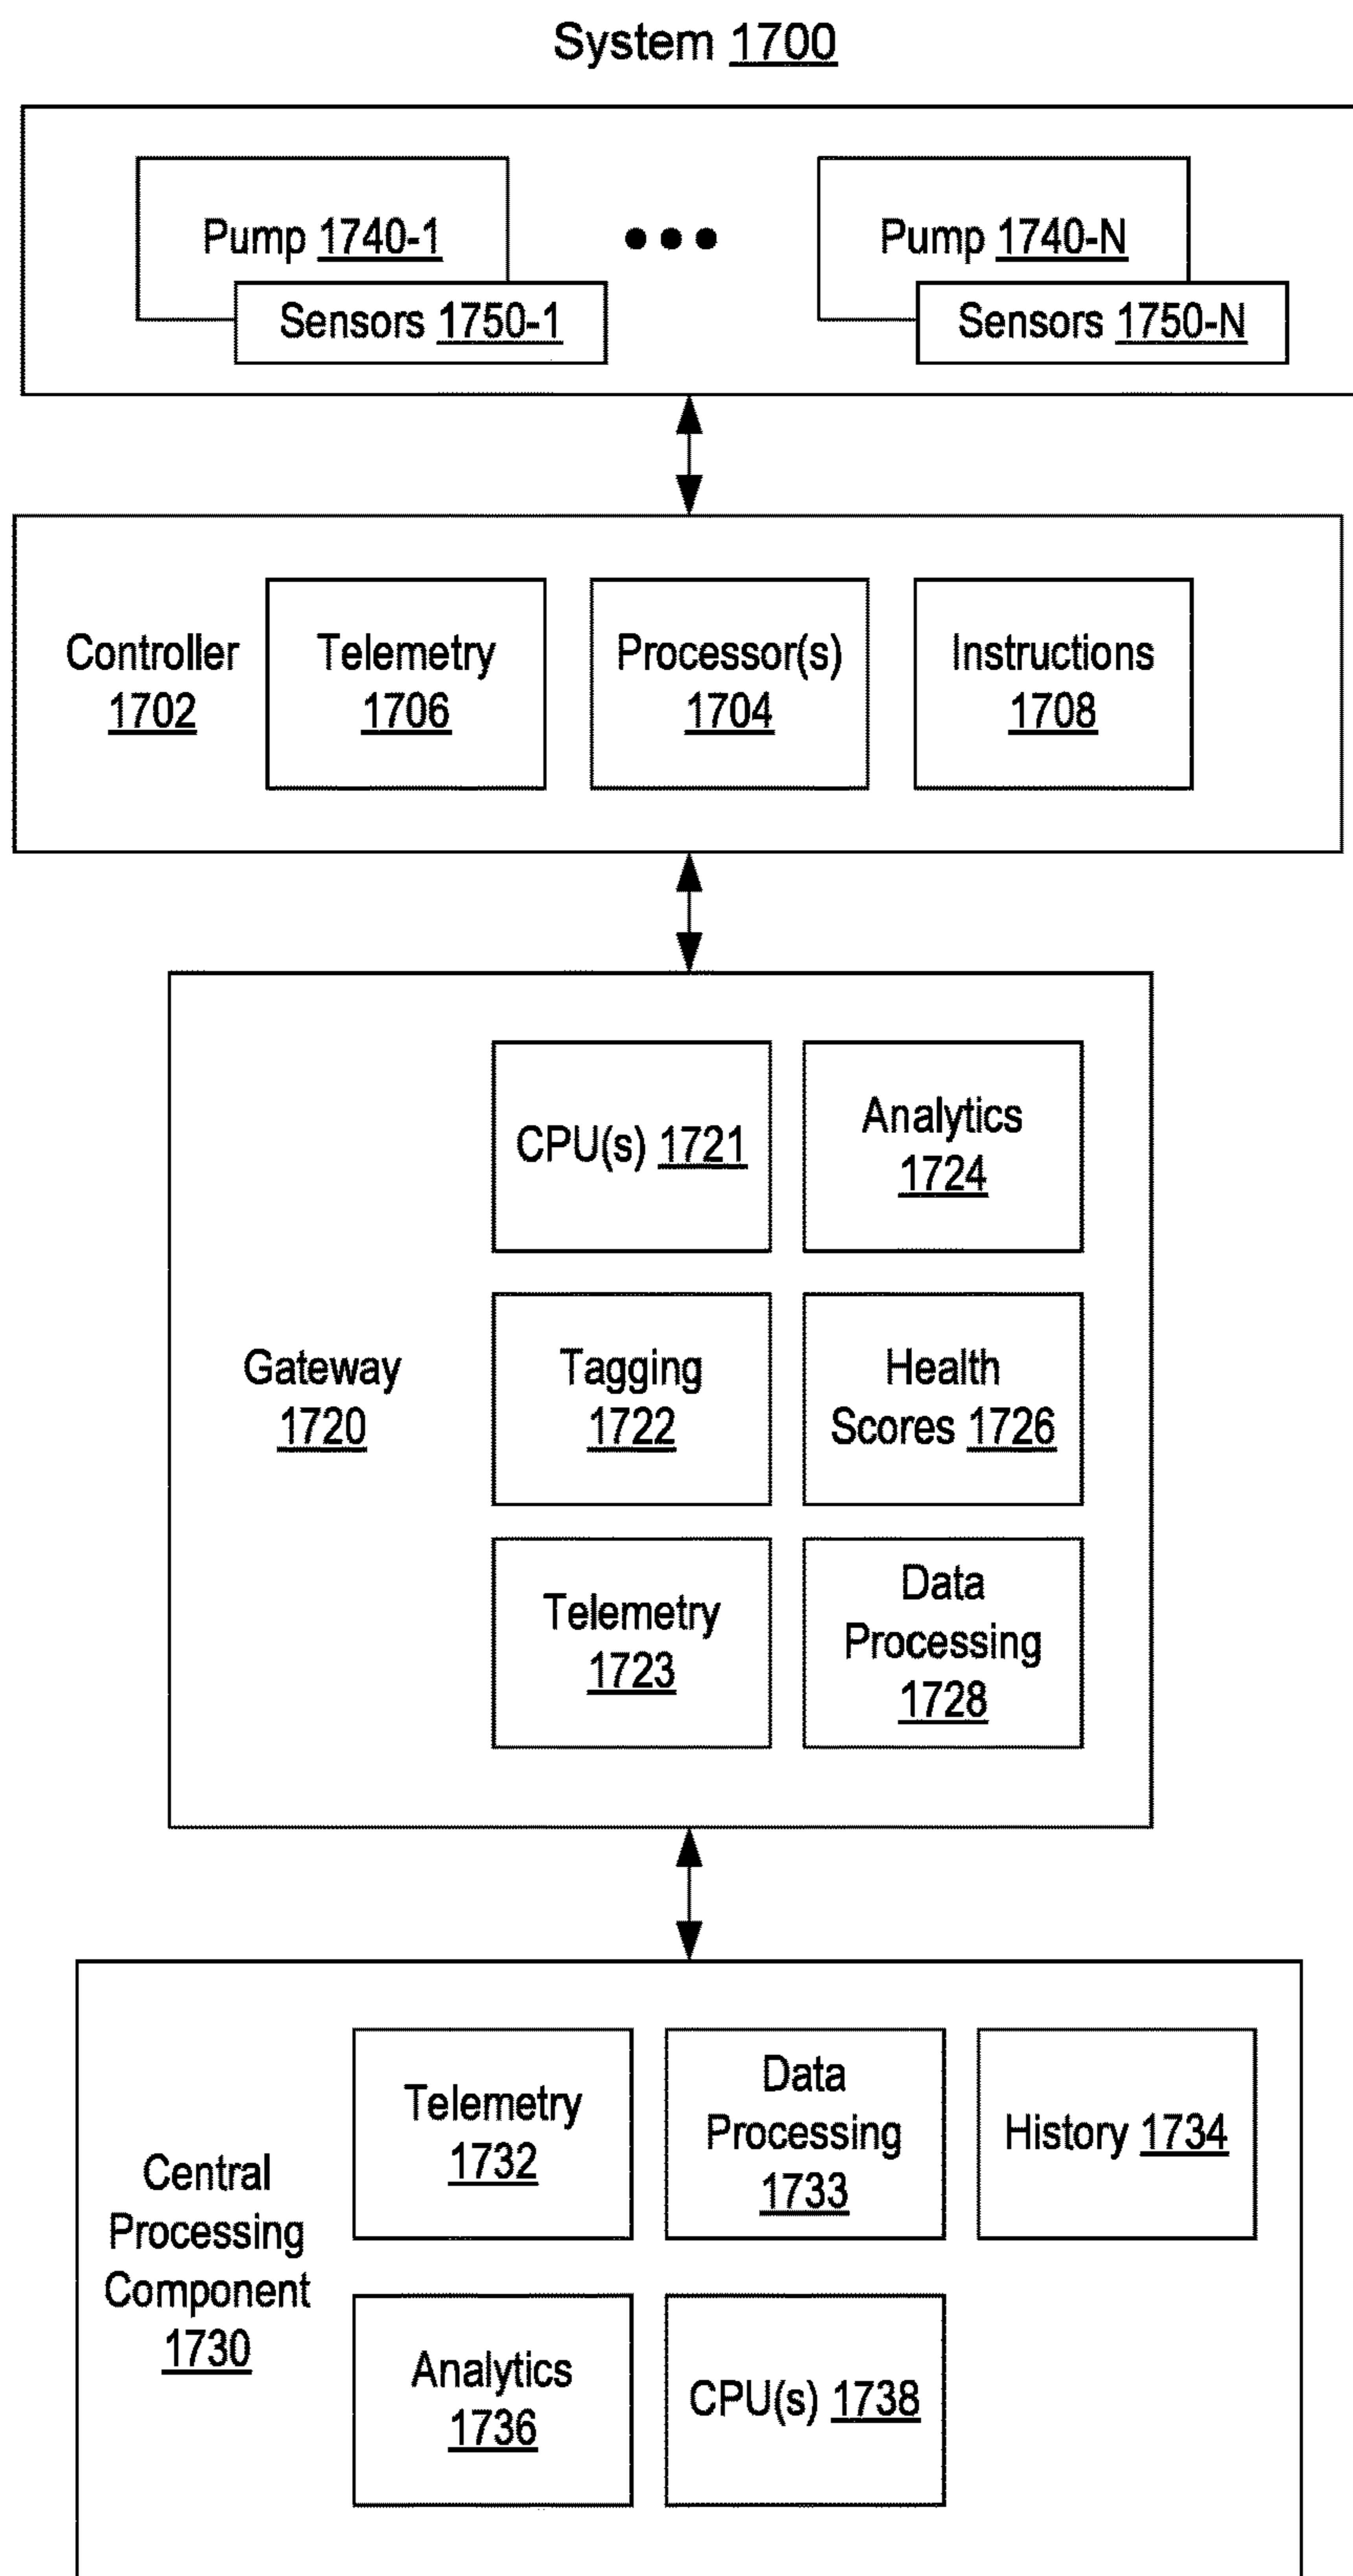 System 1700
Pump 1740-1
Sensors 1750-1
Pump 1740-N
Sensors 1750-N
Controller
1702
Telemetry
1706
Processor(s)
1704
Instructions
1708
Gateway
1720
CPU(s) 1721
Analytics
1724
Tagging
1722
Health
Scores 1726
Telemetry
1723
Data
Processing
1728
Central
Processing
Component
1730
Telemetry
1732
Data
Processing
1733
History 1734
Analytics
1736
CPU(s) 1738